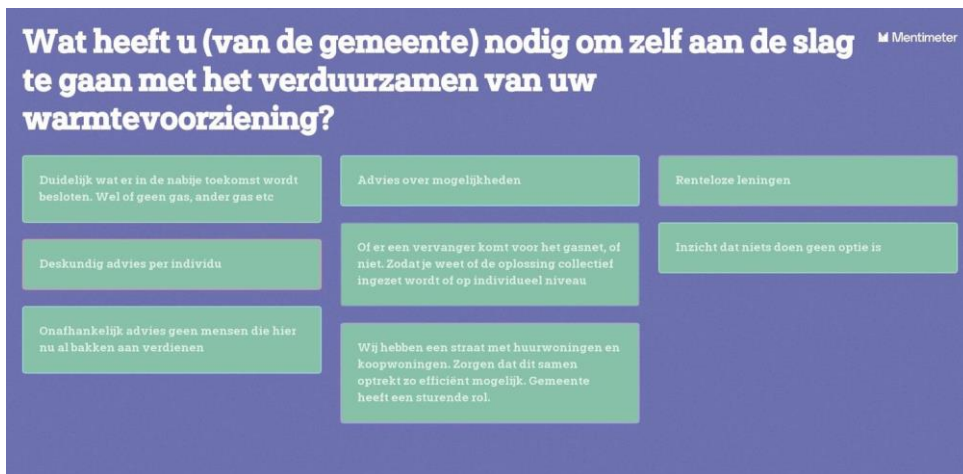 Wat heeft u (van de gemeente) nodig om zelf aan de slag
te gaan met het verduurzamen van uw
warmtevoorziening?
Mentimeter
Duidelijk wat er in de nabije toekomst wordt
besloten. Wel of geen gas, ander gas etc
Deskundig advies per individu
Onafhankelijk advies geen mensen die hier
nu al bakken aan verdienen
Advies over mogelijkheden
Of er een vervanger komt voor het gasnet, of
niet. Zodat je weet of de oplossing collectief
ingezet wordt of op individueel niveau
Wij hebben een straat met huurwoningen en
koopwoningen. Zorgen dat dit samen
optrekt zo efficiënt mogelijk. Gemeente
heeft een sturende rol.
Renteloze leningen
Inzicht dat niets doen geen optie is